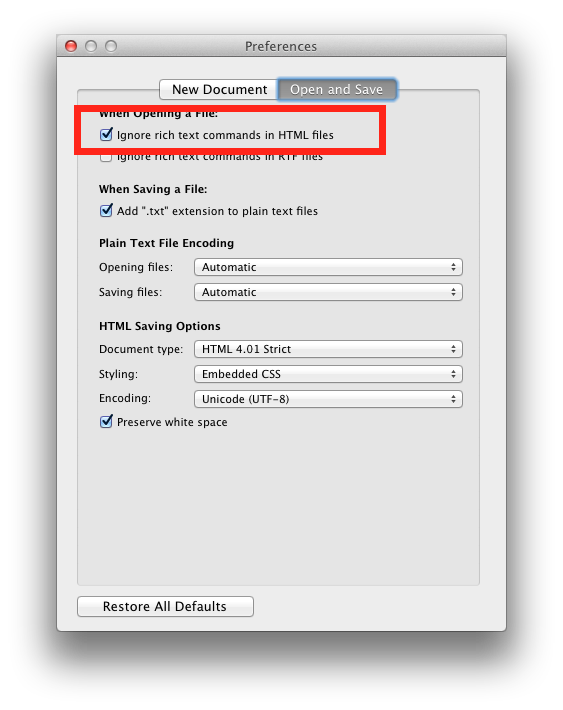 Preferences
New Document Open and Save
When Opening a File:
Ignore rich text commands in HTML files
Ignore rich text commands in RTF files
When Saving a File:
Add ".txt" extension to plain text files
Plain Text File Encoding
Opening files: Automatic
Saving files: Automatic
HTML Saving Options
Document type: HTML 4.01 Strict
Styling: Embedded CSS
Encoding: Unicode (UTF-8)
Preserve white space
Restore All Defaults